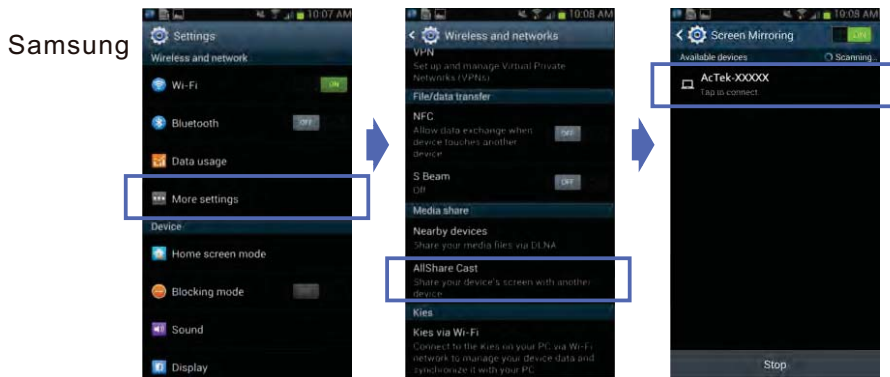 Samsung
10:07 AM
Settings
Wireless and network
Wi-Fi ON
Bluetooth OFF
Data usage
More settings
Device
Home screen mode
Blocking mode
Sound
Display
10:08 AM
Wireless and networks
VPN
Set up and manage Virtual Private
Networks (VPNs)
File/data transfer
NFC
Allow data exchange when
device touches another
device
OFF
S Beam
Off
OFF
Media share
Nearby devices
Share your media files via DLNA
AllShare Cast
Share your device's screen with another
device
Kies
Kies via Wi-Fi
Connect to the Kies on your PC via Wi-Fi
network to manage your device data and
synchronize it with your PC
10:08 AM
Screen Mirroring ON
Available devices Scanning...
AcTek-XXXXX
Tap to connect
Stop